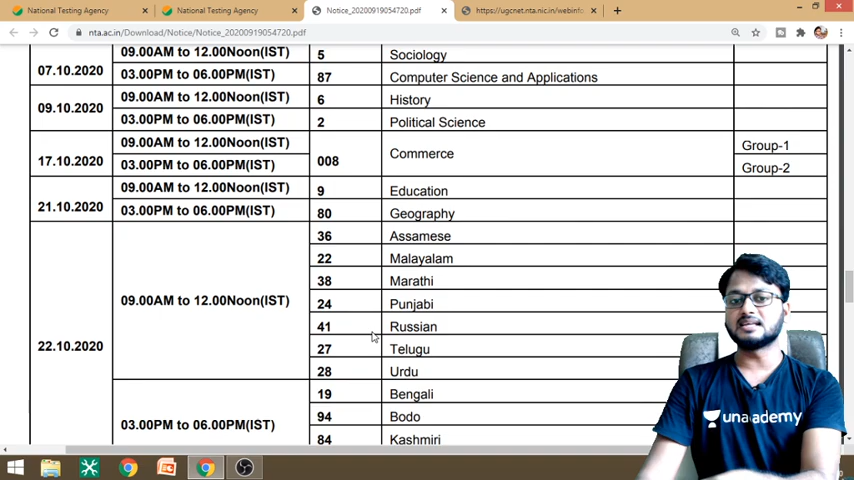 National Testing Agency
National Testing Agency
Notice_20200919054720.pdf
https://ugcnet.nta.nic.in/webinfo
nta.ac.in/Download/Notice/Notice_20200919054720.pdf
07.10.2020 09.00AM to 12.00Noon(IST) 5 Sociology
03.00PM to 06.00PM(IST) 87 Computer Science and Applications
09.10.2020 09.00AM to 12.00Noon(IST) 6 History
03.00PM to 06.00PM(IST) 2 Political Science
17.10.2020 09.00AM to 12.00Noon(IST) 008 Commerce Group-1
03.00PM to 06.00PM(IST) Group-2
21.10.2020 09.00AM to 12.00Noon(IST) 9 Education
03.00PM to 06.00PM(IST) 80 Geography
22.10.2020 09.00AM to 12.00Noon(IST) 36 Assamese
22 Malayalam
38 Marathi
24 Punjabi
41 Russian
27 Telugu
28 Urdu
03.00PM to 06.00PM(IST) 19 Bengali
94 Bodo
84 Kashmiri
unacademy